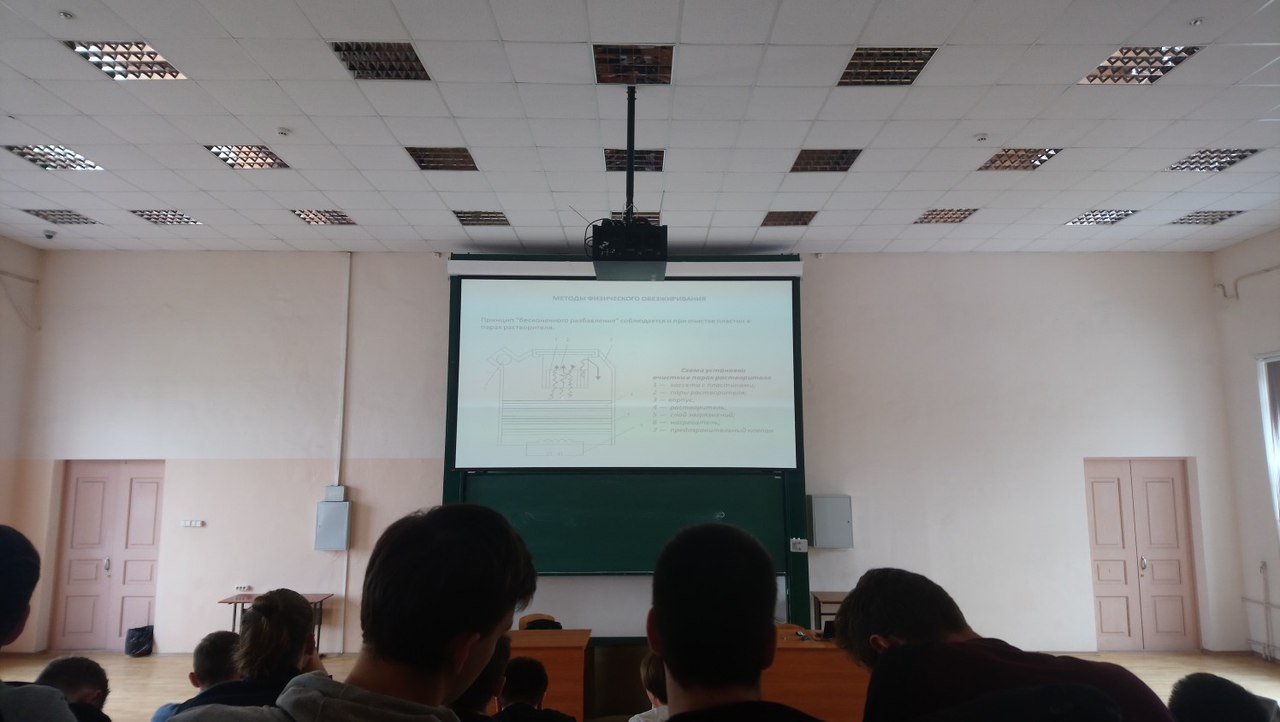 МЕТОДЫ ФИЗИЧЕСКОГО ОБЕЗЖИРИВАНИЯ
Принцип "бесконечного разбавления" соблюдается и при очистке пластин в
парах растворителя.
Схема установки
очистки в парах растворителя
1 — кассета с пластинами;
2 — пары растворителя;
3 — корпус;
4 — растворитель;
5 — слой загрязнений;
6 — нагреватель;
7 — предохранительный клапан